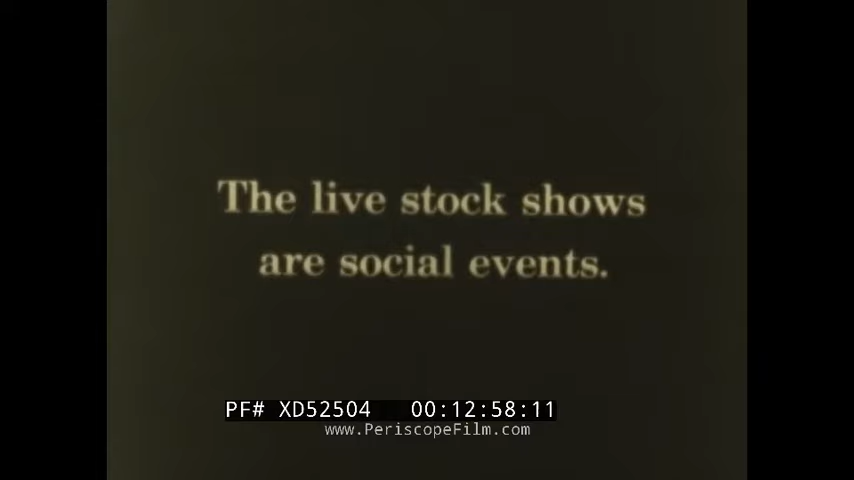 The live stock shows
are social events.
PF# XD52504 00:12:58:11
www.PeriscopeFilm.com